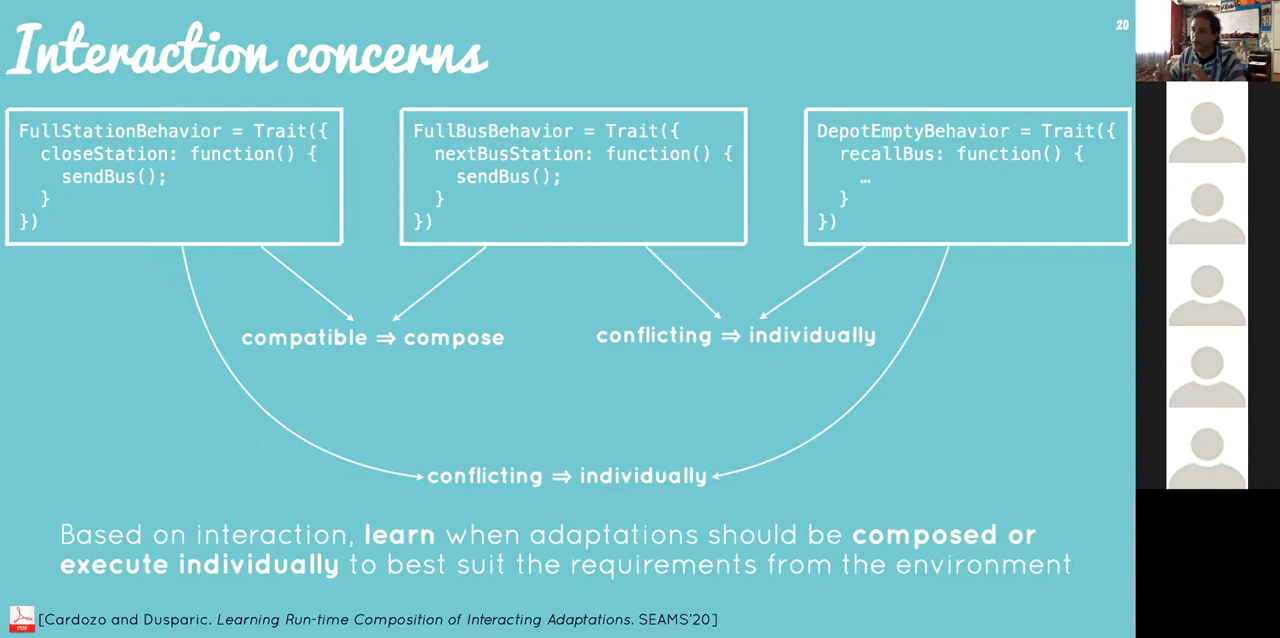 20
Interaction concerns
FullStationBehavior = Trait({
closeStation: function() {
sendBus();
}
})
FullBusBehavior = Trait({
nextBusStation: function() {
sendBus();
}
})
DepotEmptyBehavior = Trait({
recallBus: function() {
…
}
})
compatible ⇒ compose
conflicting ⇒ individually
conflicting ⇒ individually
Based on interaction, learn when adaptations should be composed or
execute individually to best suit the requirements from the environment
PDF
[Cardozo and Dusparic. Learning Run-time Composition of Interacting Adaptations. SEAMS'20]